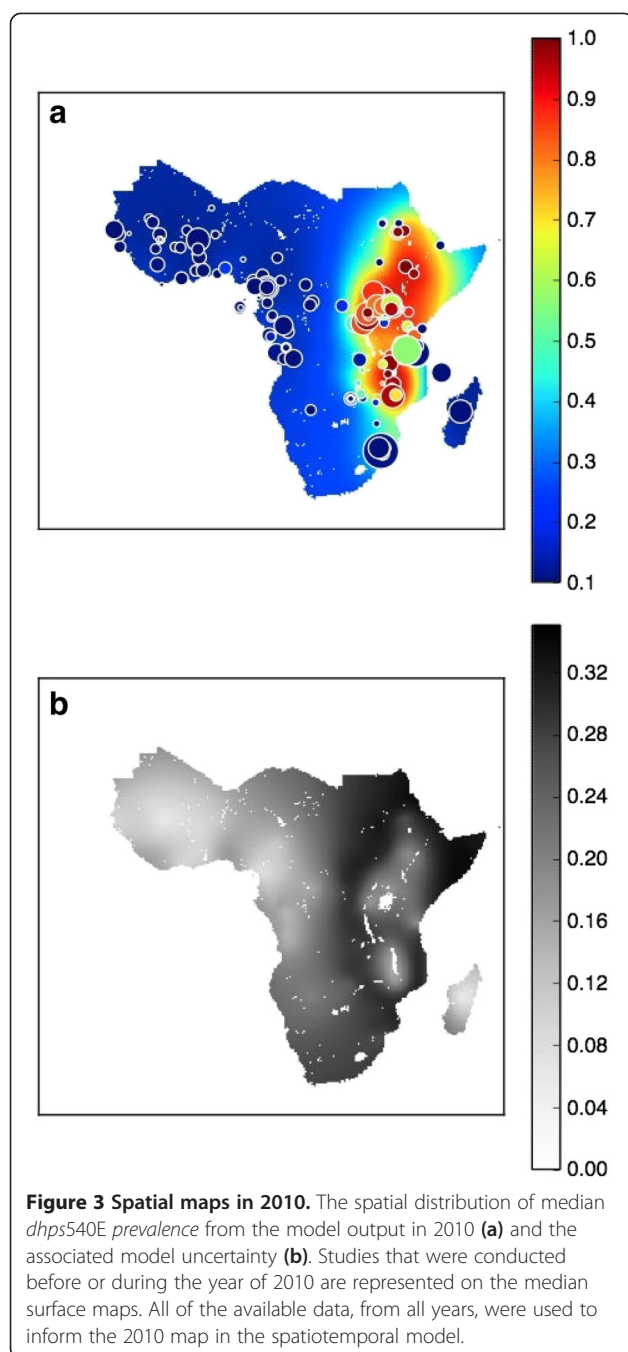 a
1.0
0.9
0.8
0.7
0.6
0.5
0.4
0.3
0.2
0.1
b
0.32
0.28
0.24
0.20
0.16
0.12
0.08
0.04
0.00
Figure 3 Spatial maps in 2010. The spatial distribution of median
dhps540E prevalence from the model output in 2010 (a) and the
associated model uncertainty (b). Studies that were conducted
before or during the year of 2010 are represented on the median
surface maps. All of the available data, from all years, were used to
inform the 2010 map in the spatiotemporal model.